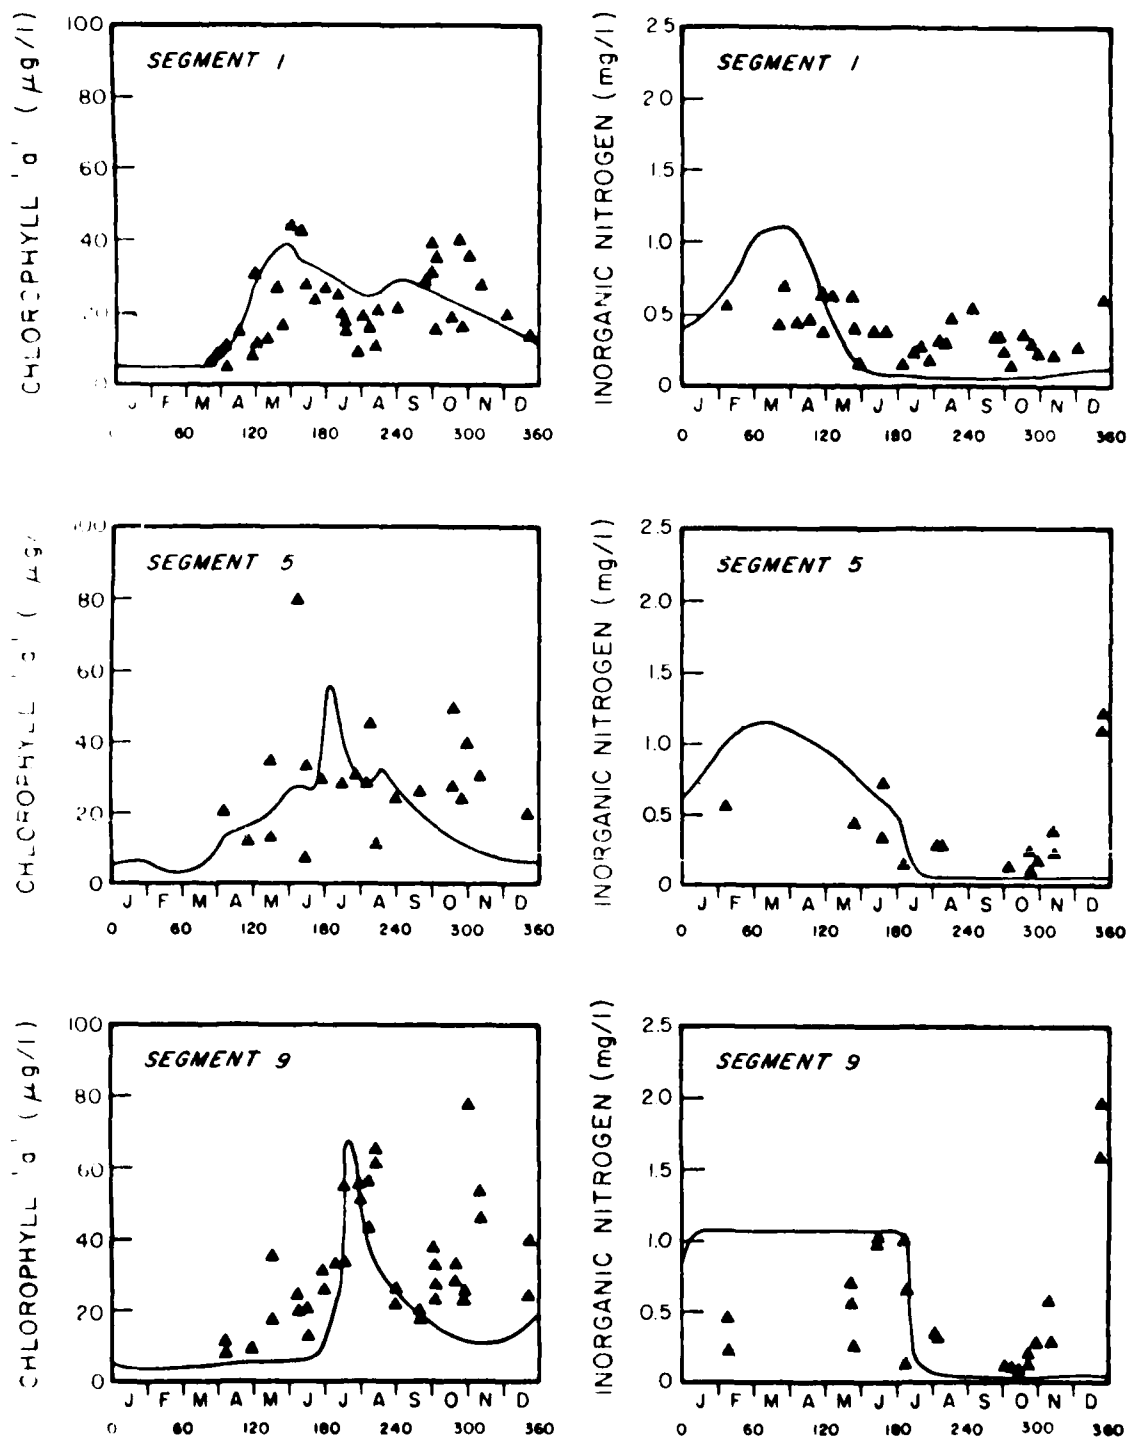 CHLOROPHYLL 'a' (μg/l)
100
80
60
40
SEGMENT 1
J F M A M J J A S O N D
60 120 180 240 300 360
INORGANIC NITROGEN (mg/l)
2.5
2.0
1.5
1.0
0.5
0
SEGMENT 1
J F M A M J J A S O N D
0 60 120 180 240 300 360
CHLOROPHYLL 'a' ( μg
100
80
60
40
20
0
SEGMENT 5
J F M A M J J A S O N D
0 60 120 180 240 300 360
INORGANIC NITROGEN (mg/l)
2.5
2.0
1.5
1.0
0.5
0
SEGMENT 5
J F M A M J J A S O N D
0 60 120 180 240 300 360
CHLOROPHYLL 'a' (μg/l)
100
80
60
40
20
0
SEGMENT 9
J F M A M J J A S O N D
0 60 120 180 240 300 360
INORGANIC NITROGEN (mg/l)
2.5
2.0
1.5
1.0
0.5
0
SEGMENT 9
J F M A M J J A S O N D
0 60 120 180 240 300 360